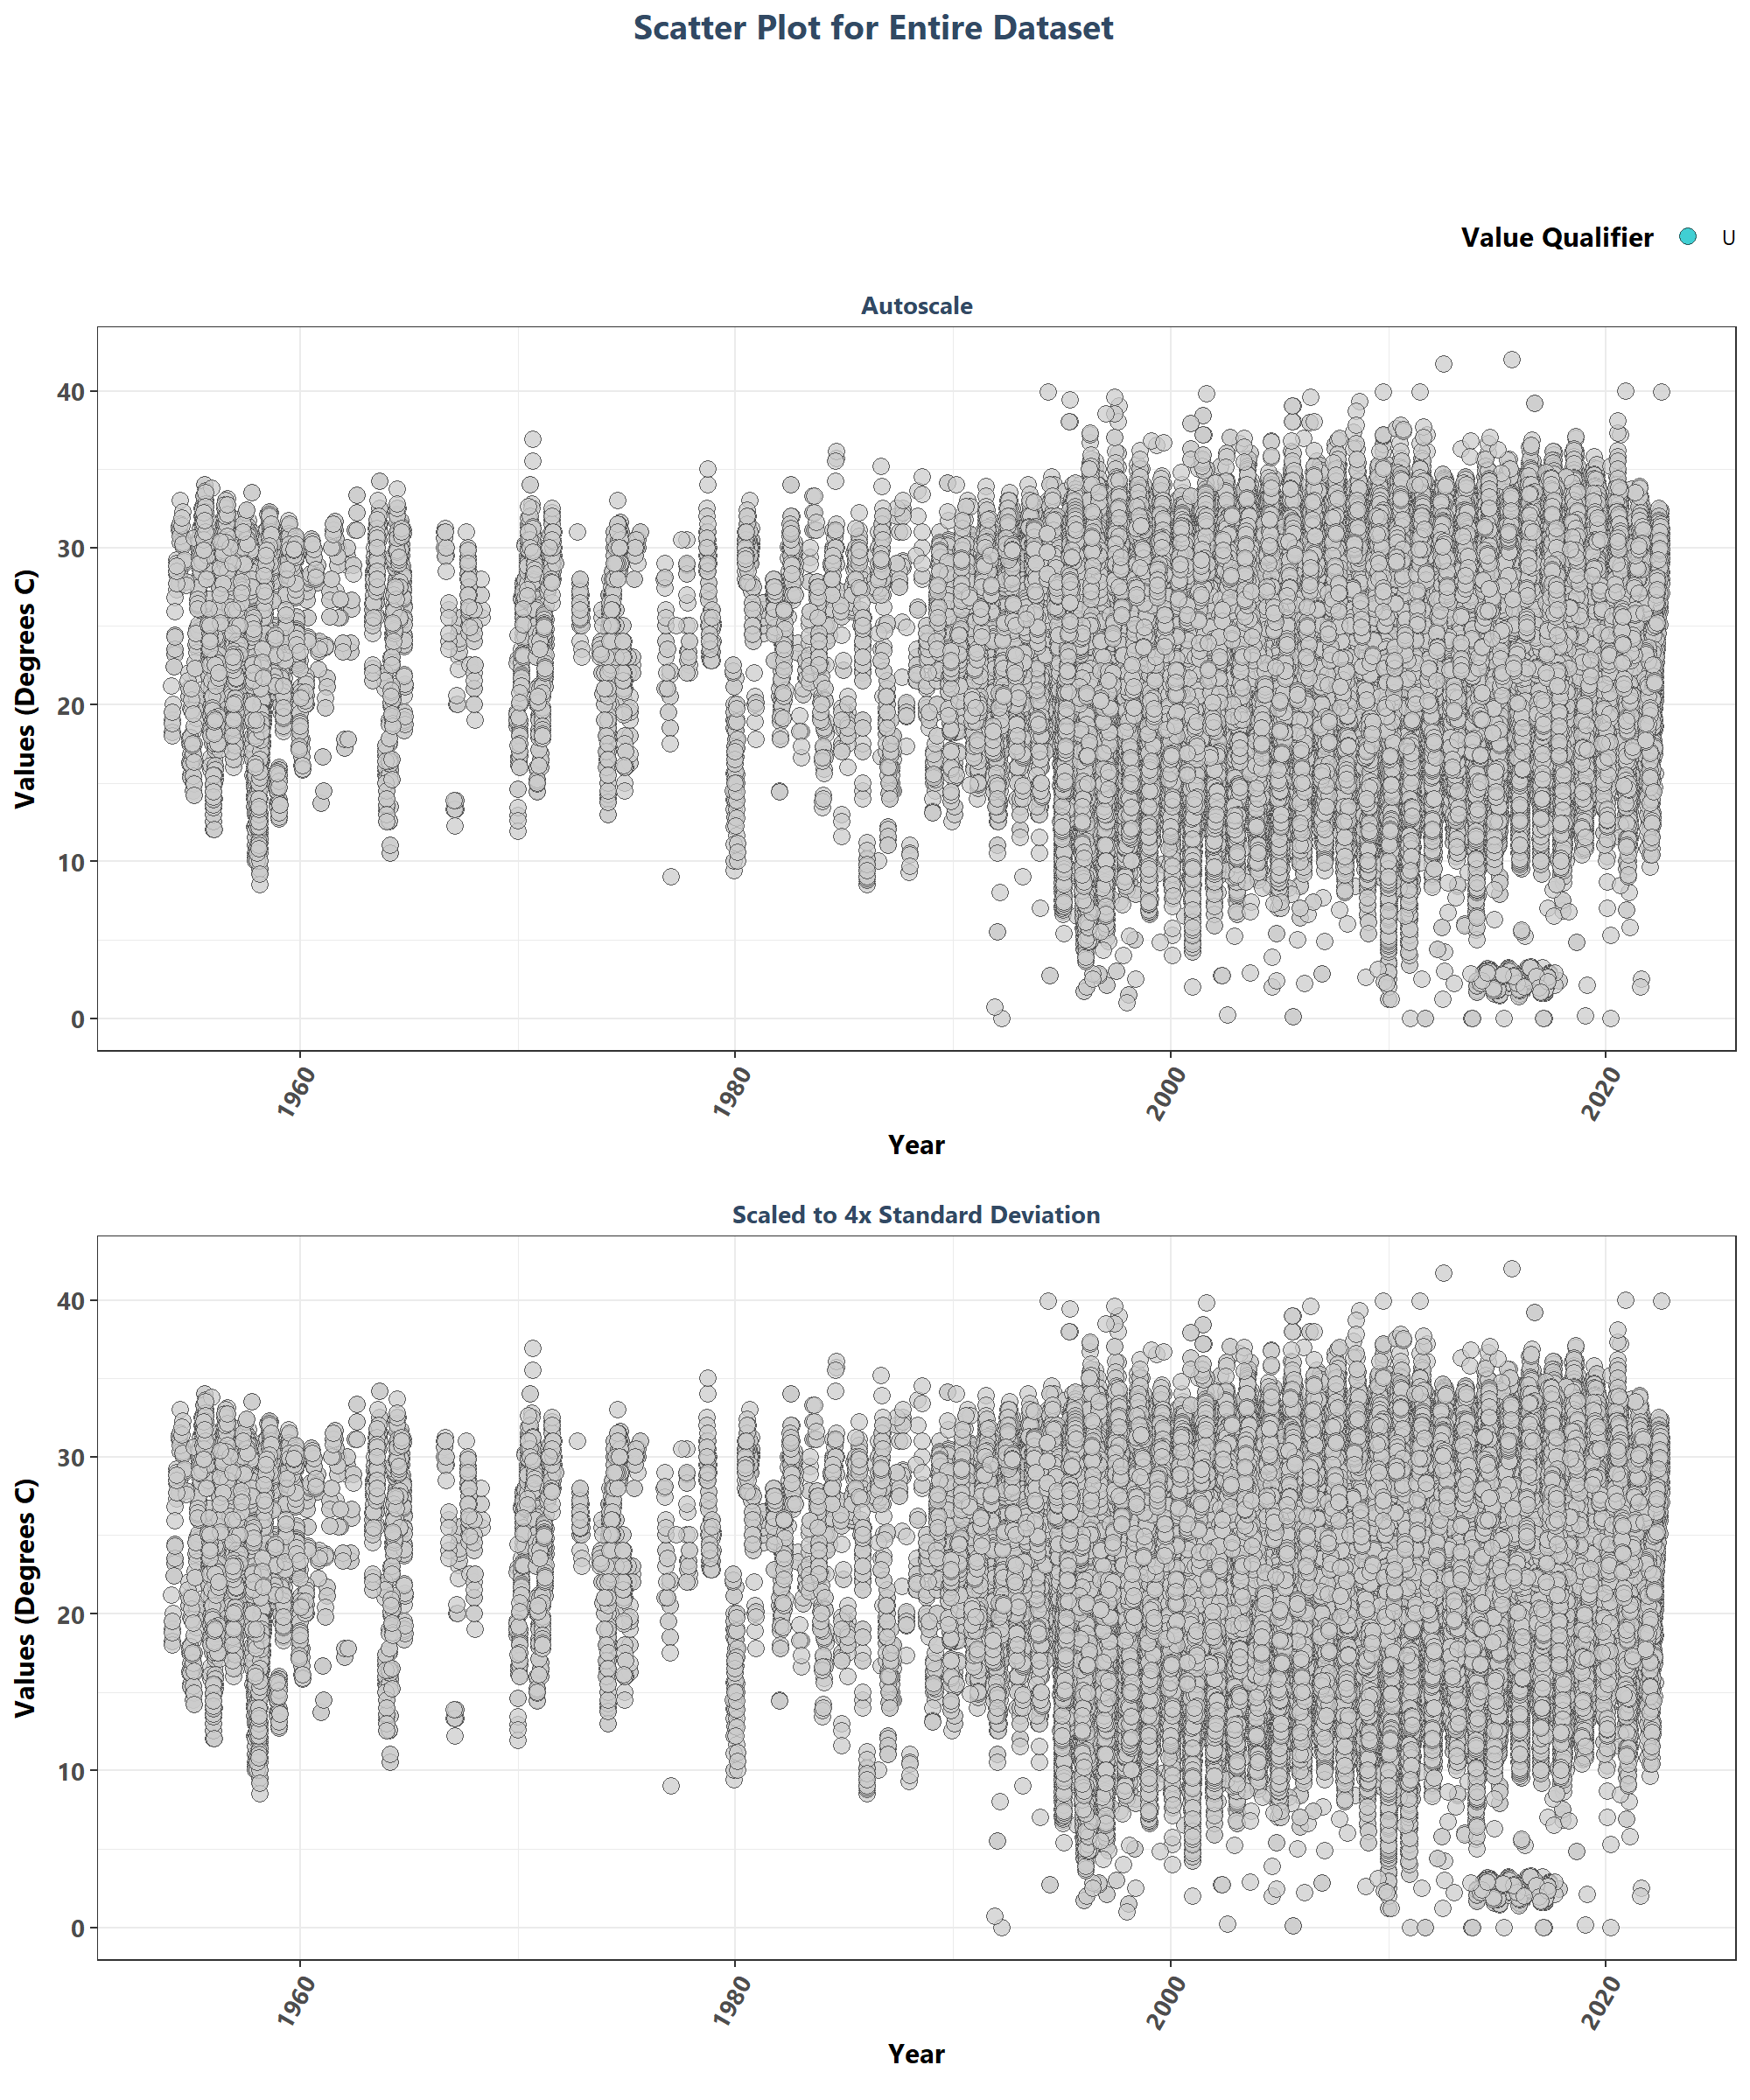 Scatter Plot for Entire Dataset
Value Qualifier U
Autoscale
40
30
20
10
0
Values (Degrees C)
1960 1980 2000 2020
Year
Scaled to 4x Standard Deviation
40
30
20
10
0
Values (Degrees C)
1960 1980 2000 2020
Year